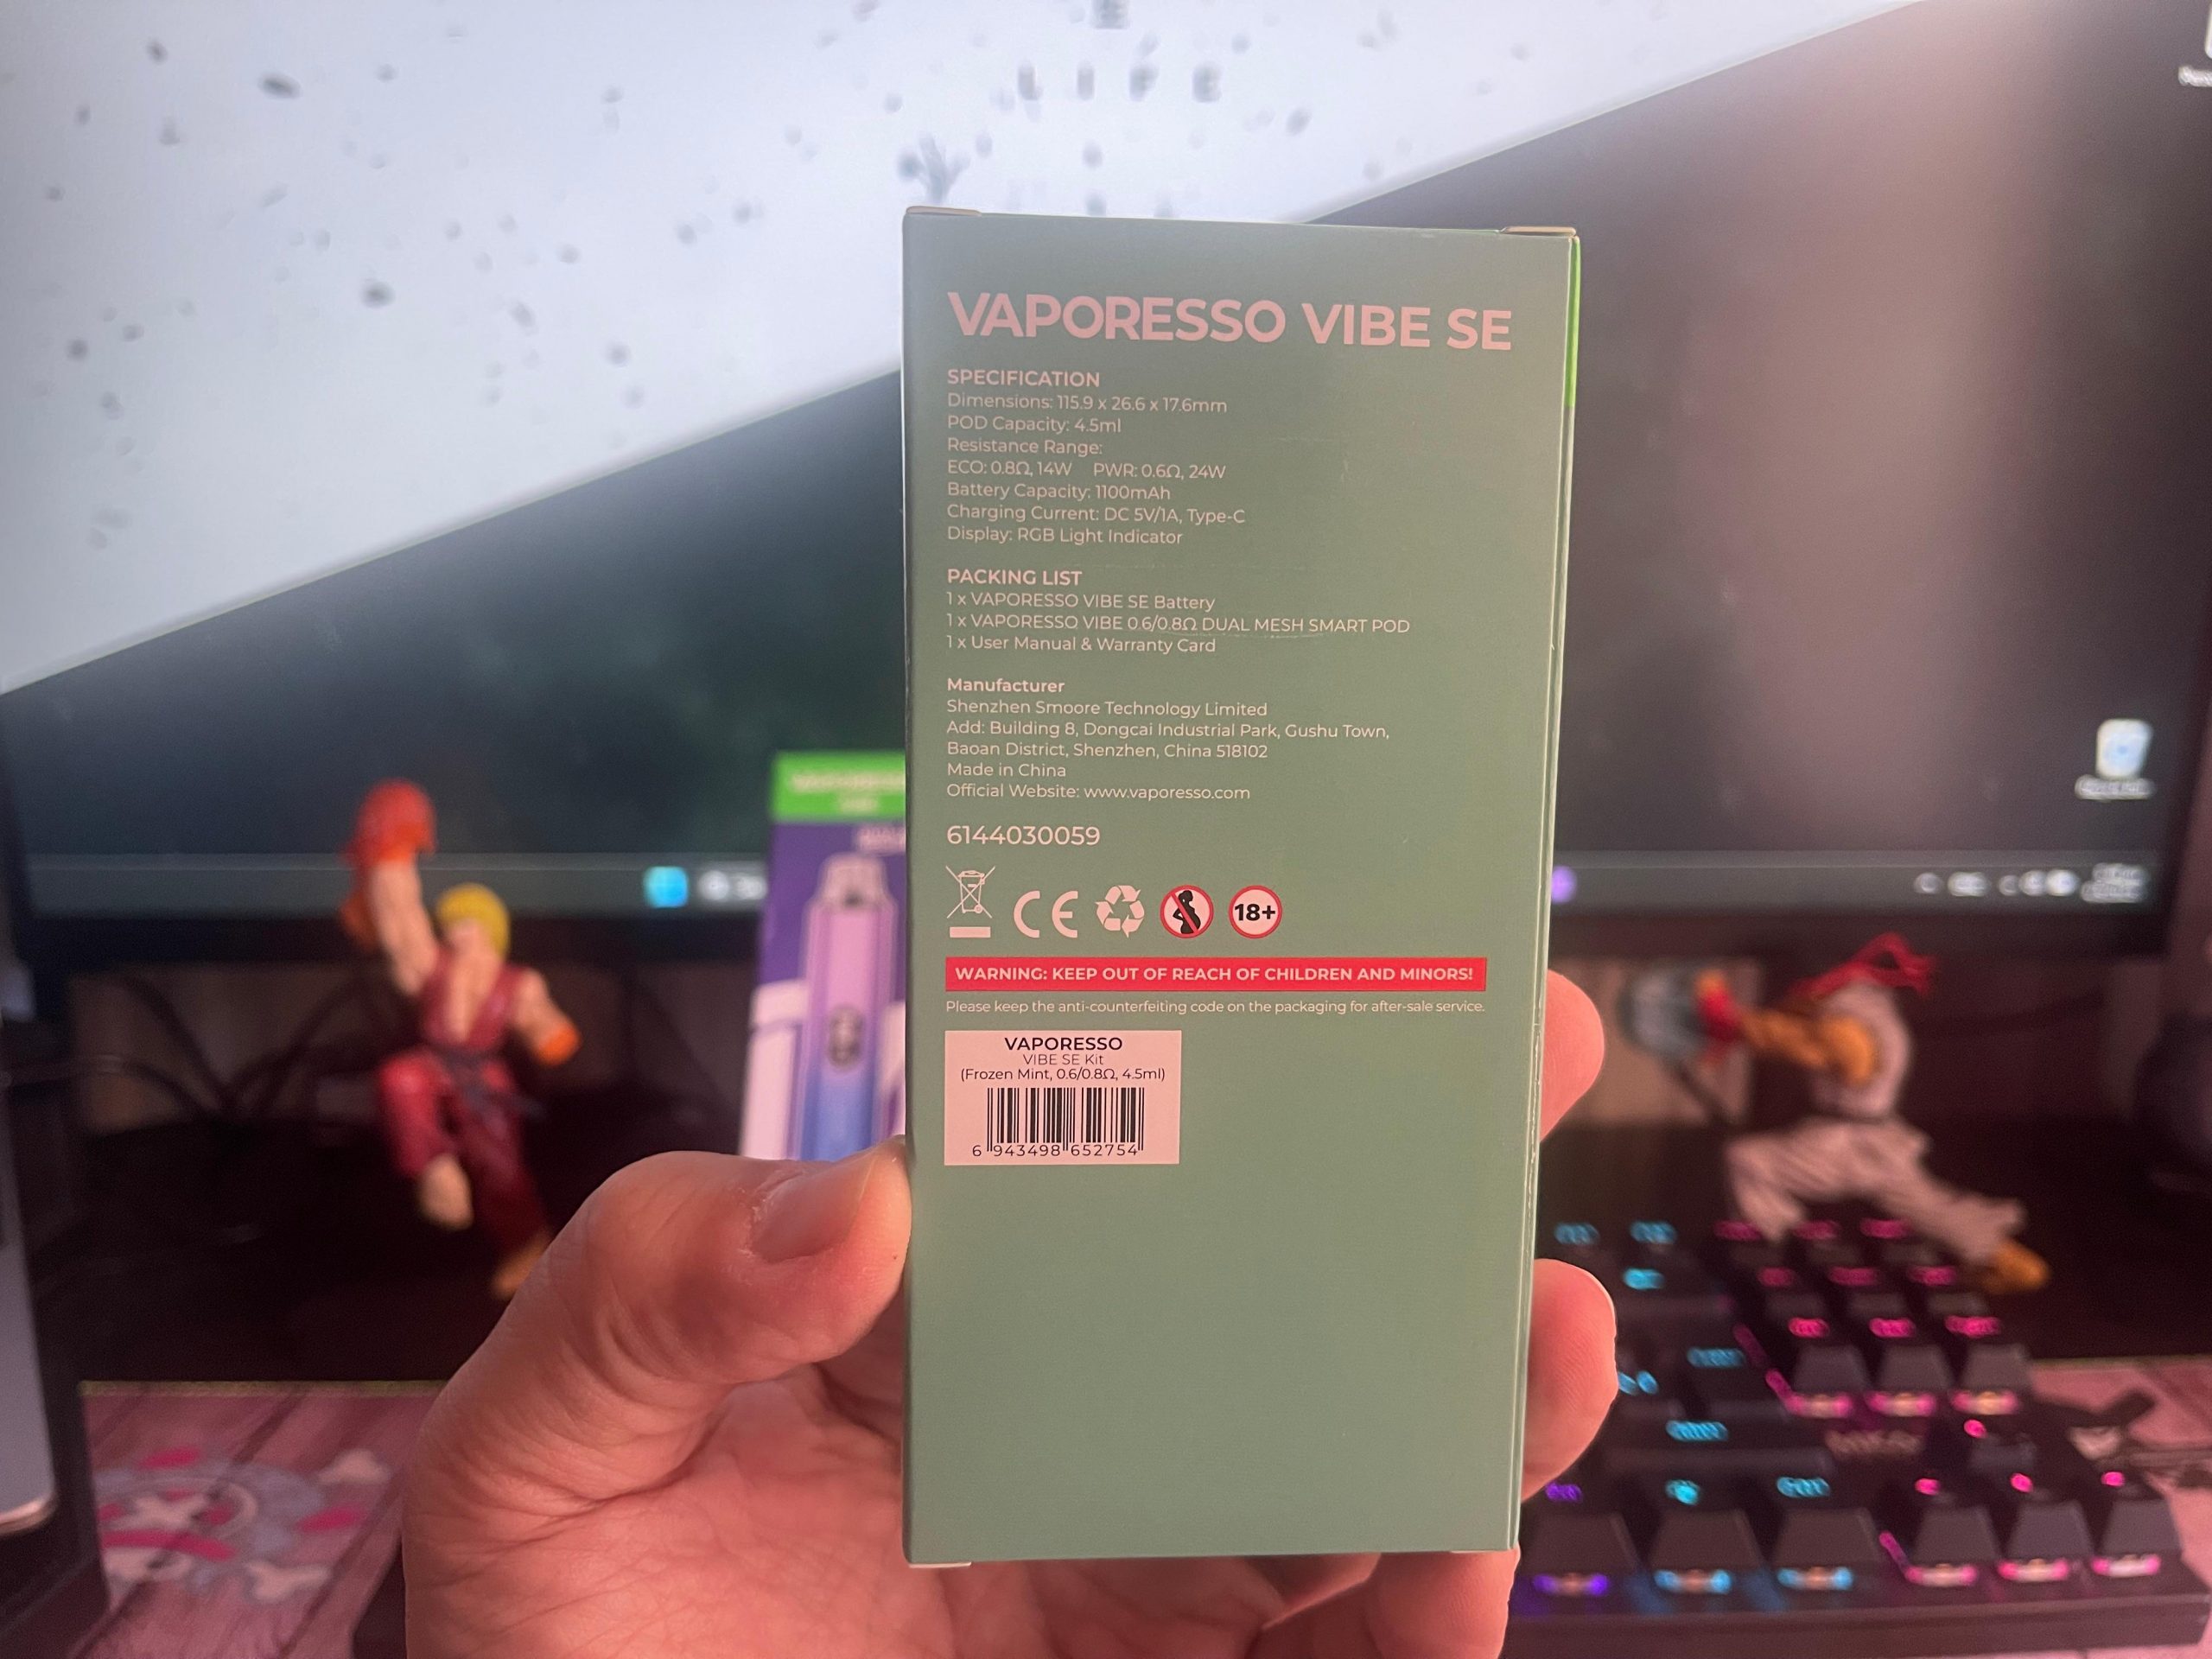 LIFE
VAPORESSO VIBE SE
SPECIFICATION
Dimensions: 115.9 x 26.6 x 17.6mm
POD Capacity: 4.5ml
Resistance Range:
ECO: 0.8Ω, 14W PWR: 0.6Ω, 24W
Battery Capacity: 1100mAh
Charging Current: DC 5V/1A, Type-C
Display: RGB Light Indicator
PACKING LIST
1 x VAPORESSO VIBE SE Battery
1 x VAPORESSO VIBE 0.6/0.8Ω DUAL MESH SMART POD
1 x User Manual & Warranty Card
Manufacturer
Shenzhen Smoore Technology Limited
Add: Building 8, Dongcai Industrial Park, Gushu Town,
Baoan District, Shenzhen, China 518102
Made in China
Official Website: www.vaporesso.com
6144030059
CE
18+
WARNING: KEEP OUT OF REACH OF CHILDREN AND MINORS!
Please keep the anti-counterfeiting code on the packaging for after-sale service.
VAPORESSO
VIBE SE Kit
(Frozen Mint, 0.6/0.8Ω, 4.5ml)
6 943498 652754